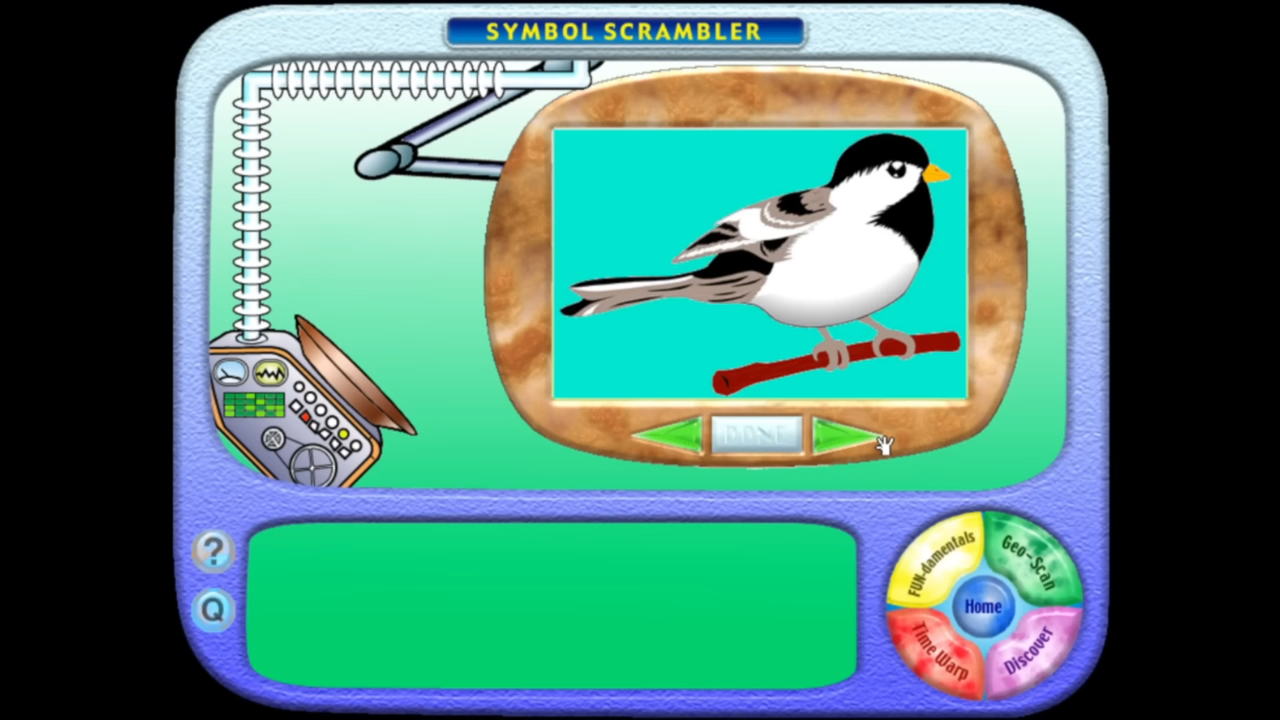 SYMBOL SCRAMBLER
DONE
?
Q
FUN-damentals
Geo-Scan
Home
Time Warp
Discover